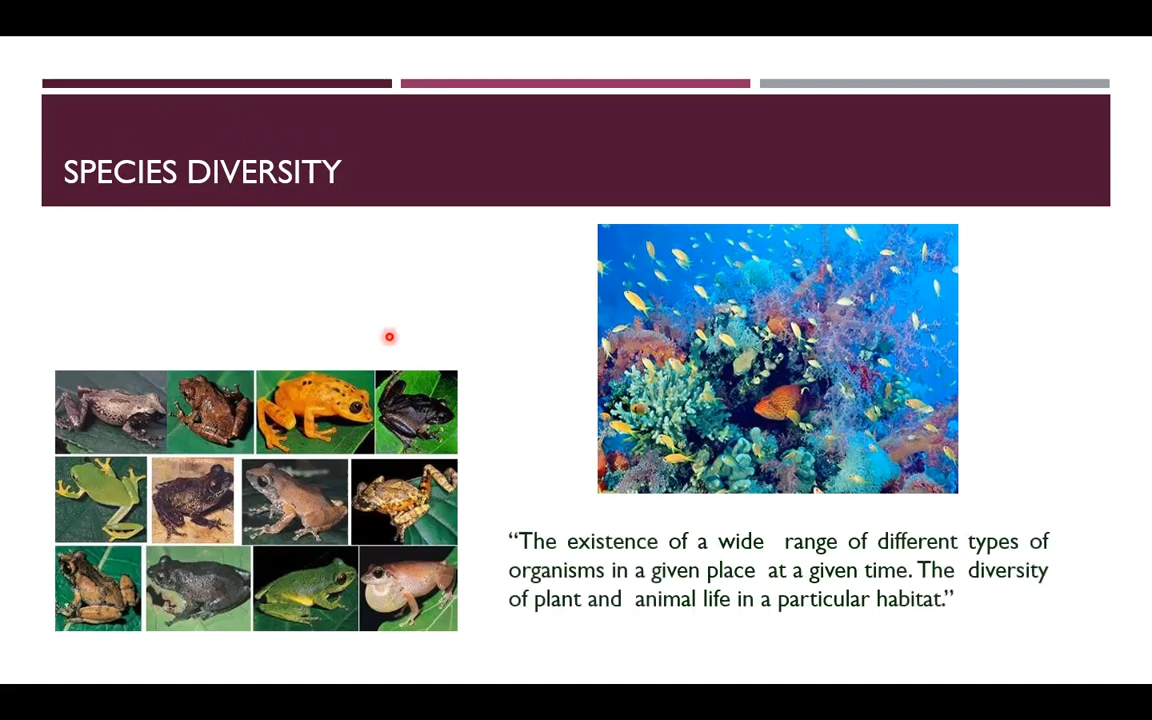 SPECIES DIVERSITY
“The existence of a wide range of different types of
organisms in a given place at a given time. The diversity
of plant and animal life in a particular habitat.”